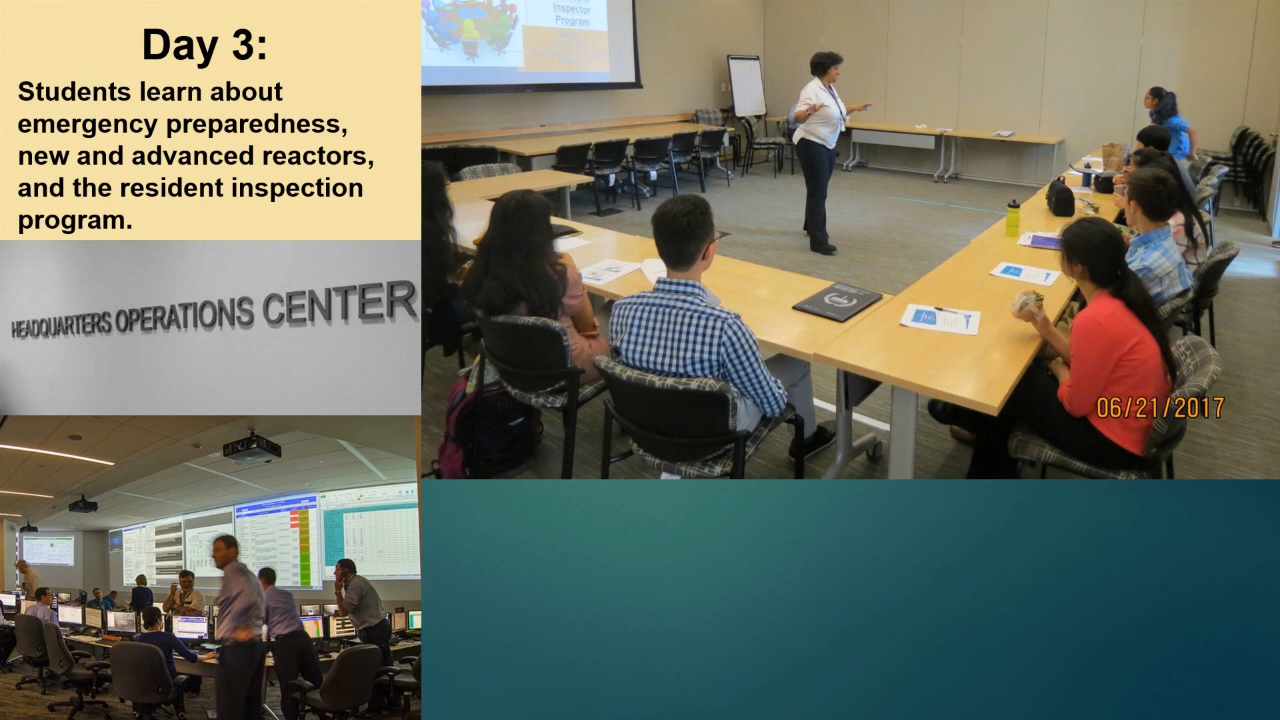 Day 3:
Students learn about
emergency preparedness,
new and advanced reactors,
and the resident inspection
program.
HEADQUARTERS OPERATIONS CENTER
Inspector
Program
06/21/2017